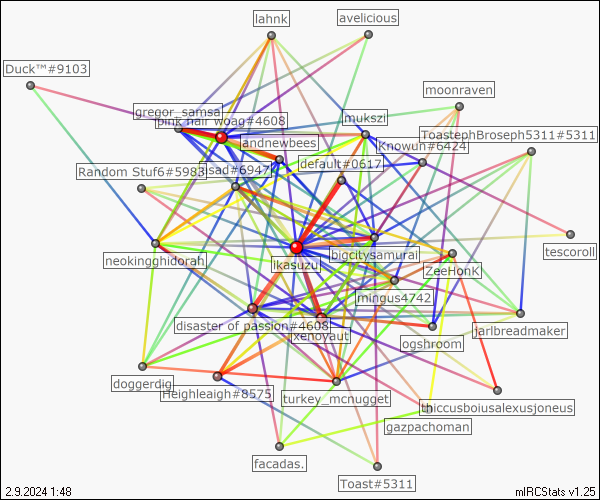 lahnk
avelicious
Duck™#9103
moonraven
gregor_samsa
pink hair woag#4608
mukszi
ToastephBroseph5311#5311
andnewbees
Knowuh#6424
default#0617
Random Stuf6#5983
sad#6947
tescoroll
neokingghidorah
ikasuzu
bigcitysamurai
ZeeHonk
mingus4742
disaster of passion#4608
xenoyaut
ogshroom
jarlbreadmaker
doggerdig
Heighleaigh#8575
turkey_mcnugget
thiccusboiusalexusjoneus
gazpachoman
facadas.
Toast#5311
2.9.2024 1:48
mIRCStats v1.25